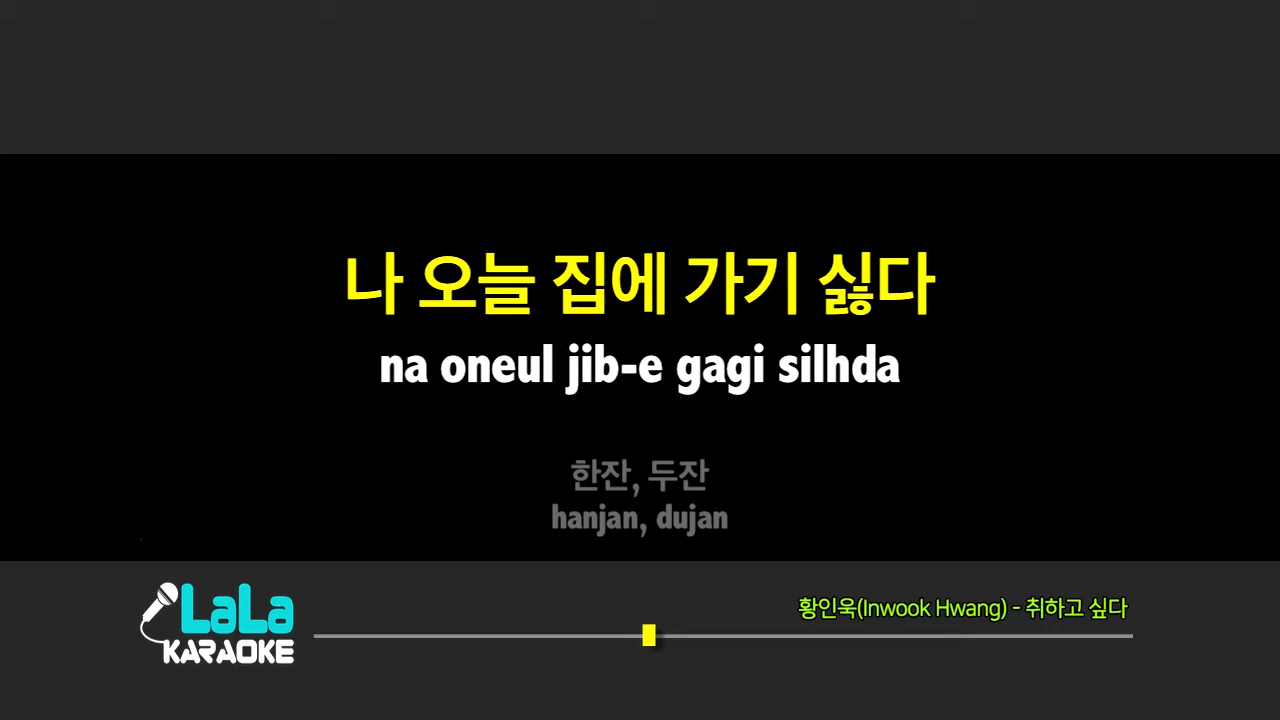 나 오늘 집에 가기 싫다
na oneul jib-e gagi silhda
한잔, 두잔
hanjan, dujan
LaLa
KARAOKE
황인욱(Inwook Hwang) - 취하고 싶다